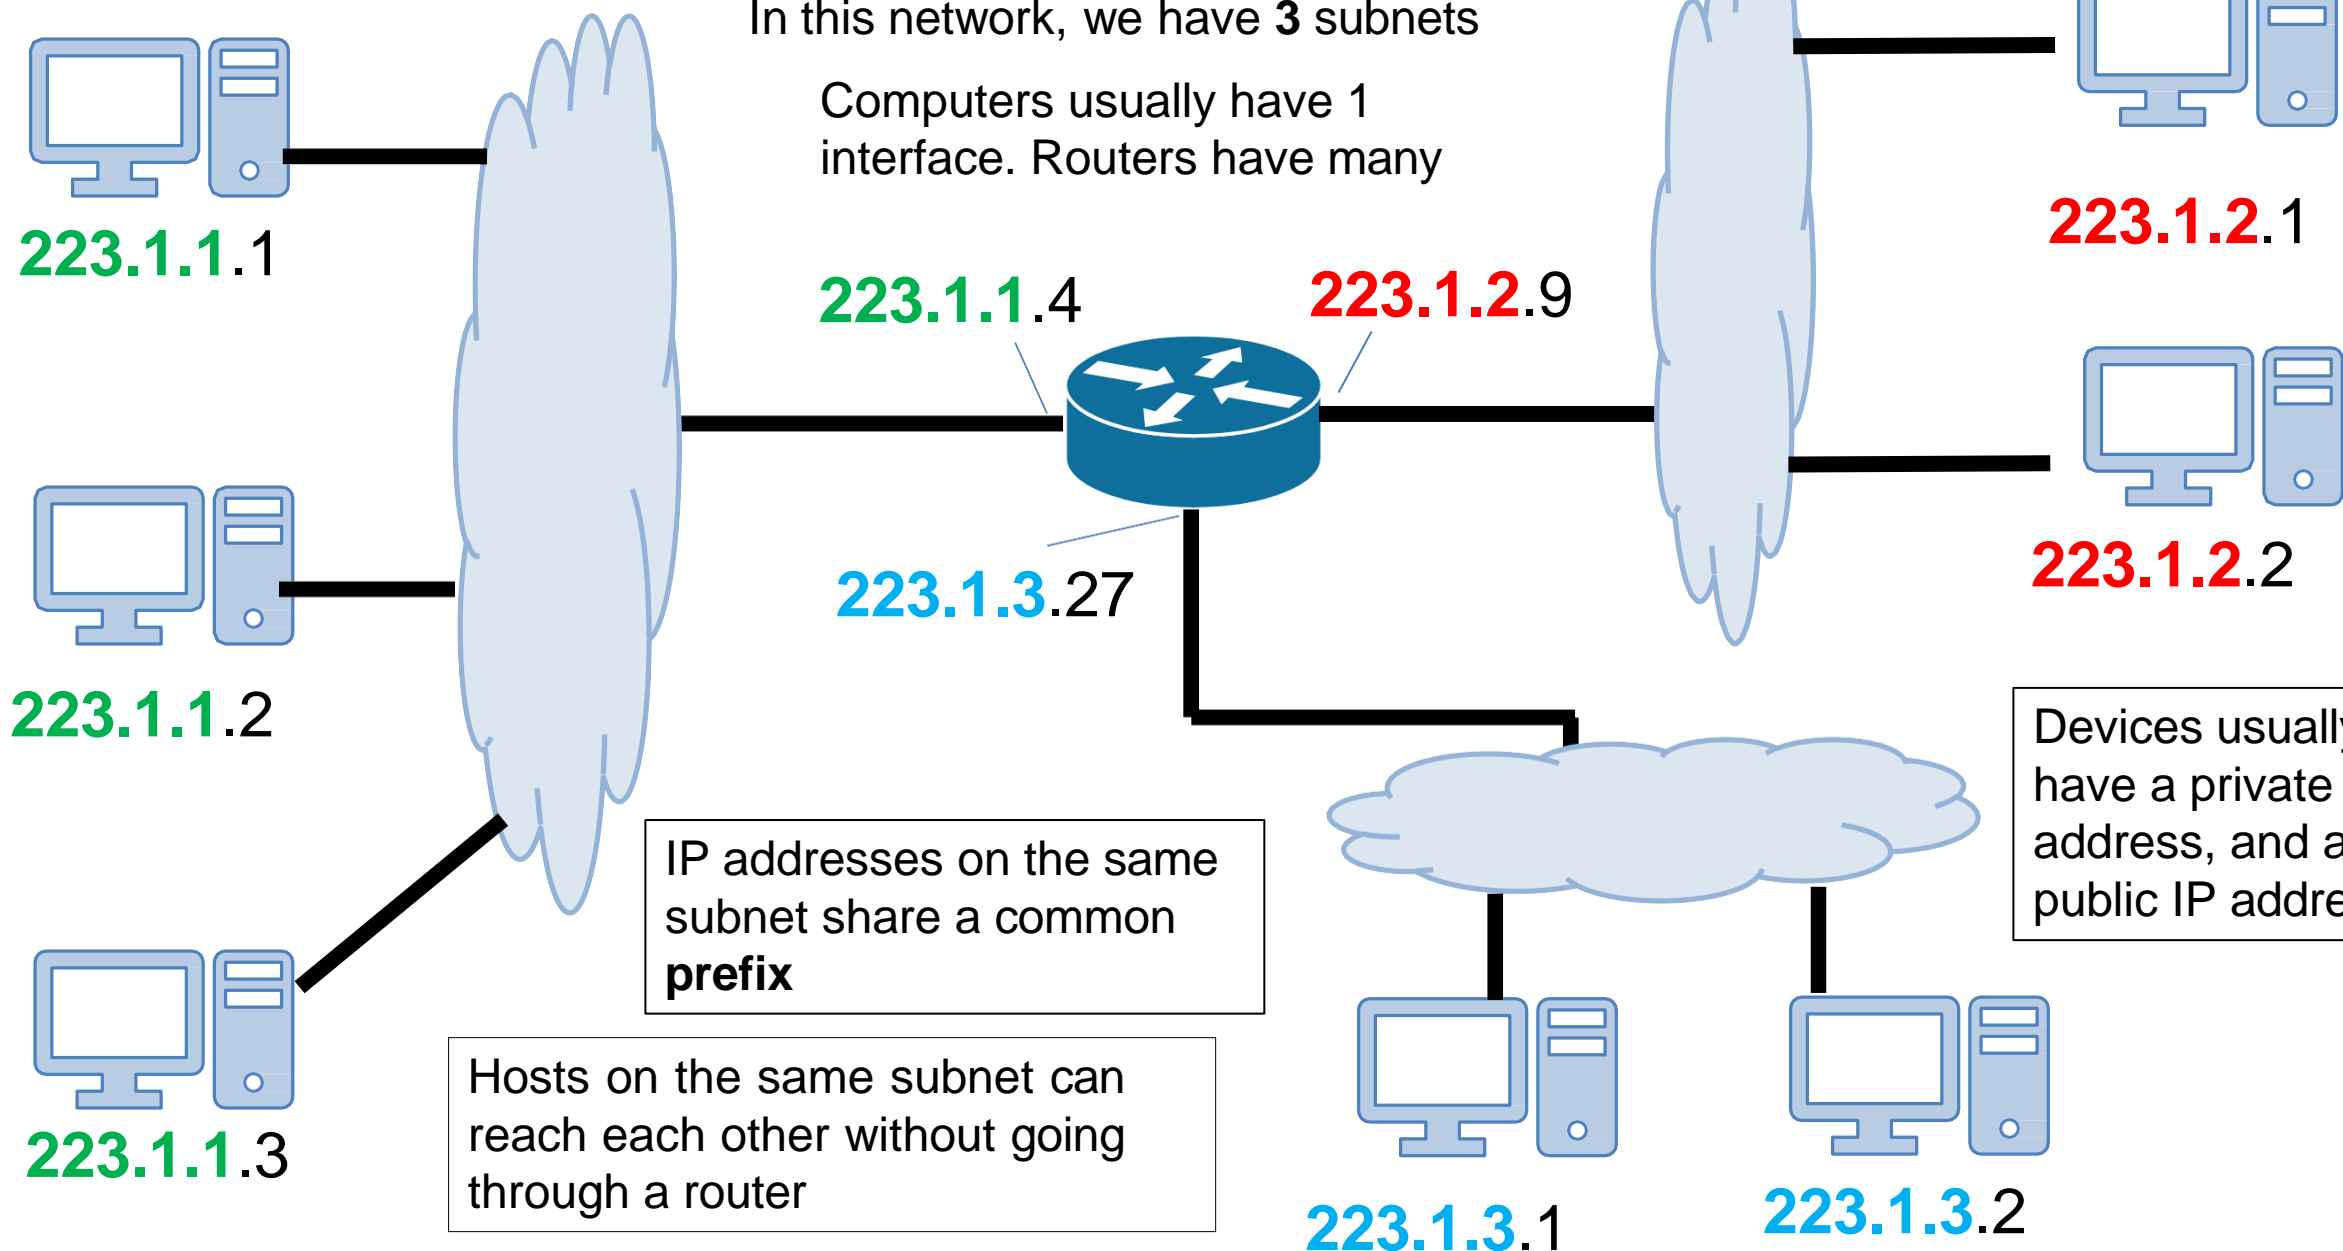 In this network, we have 3 subnets
Computers usually have 1
interface. Routers have many
223.1.1.1
223.1.2.1
223.1.1.4
223.1.2.9
223.1.3.27
223.1.2.2
223.1.1.2
Devices usually
have a private
address, and a
public IP addre
IP addresses on the same
subnet share a common
prefix
Hosts on the same subnet can
reach each other without going
through a router
223.1.1.3
223.1.3.1
223.1.3.2